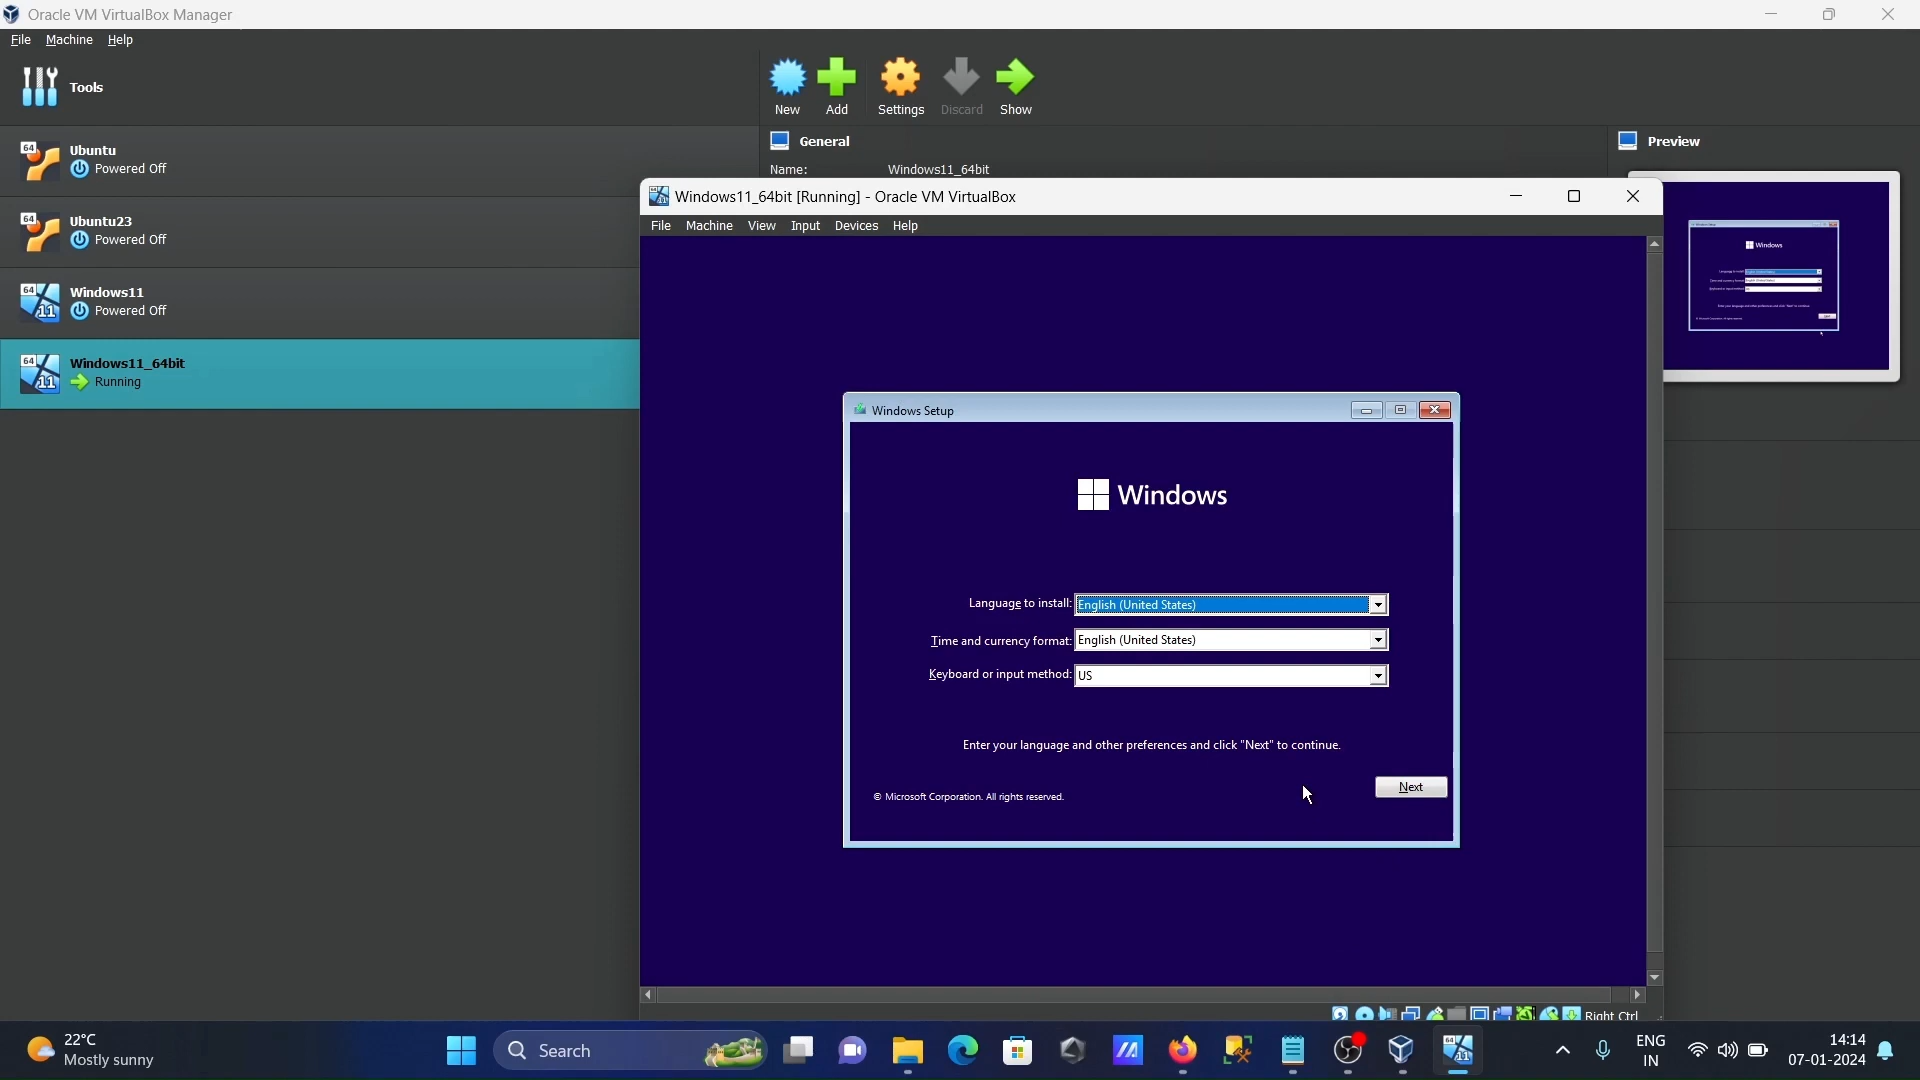 Oracle VM VirtualBox Manager
File Machine Help
Tools
New Add Settings Discard Show
Ubuntu
Powered Off
Ubuntu23
Powered Off
Windows11
Powered Off
Windows11_64bit
Running
General
Name: Windows11_64bit
Preview
Windows11_64bit [Running] - Oracle VM VirtualBox
File Machine View Input Devices Help
Windows Setup
Windows
Language to install: English (United States)
Time and currency format: English (United States)
Keyboard or input method: US
Enter your language and other preferences and click "Next" to continue.
© Microsoft Corporation. All rights reserved.
Next
Right Ctrl
22°C
Mostly sunny
Search
ENG
IN
14:14
07-01-2024